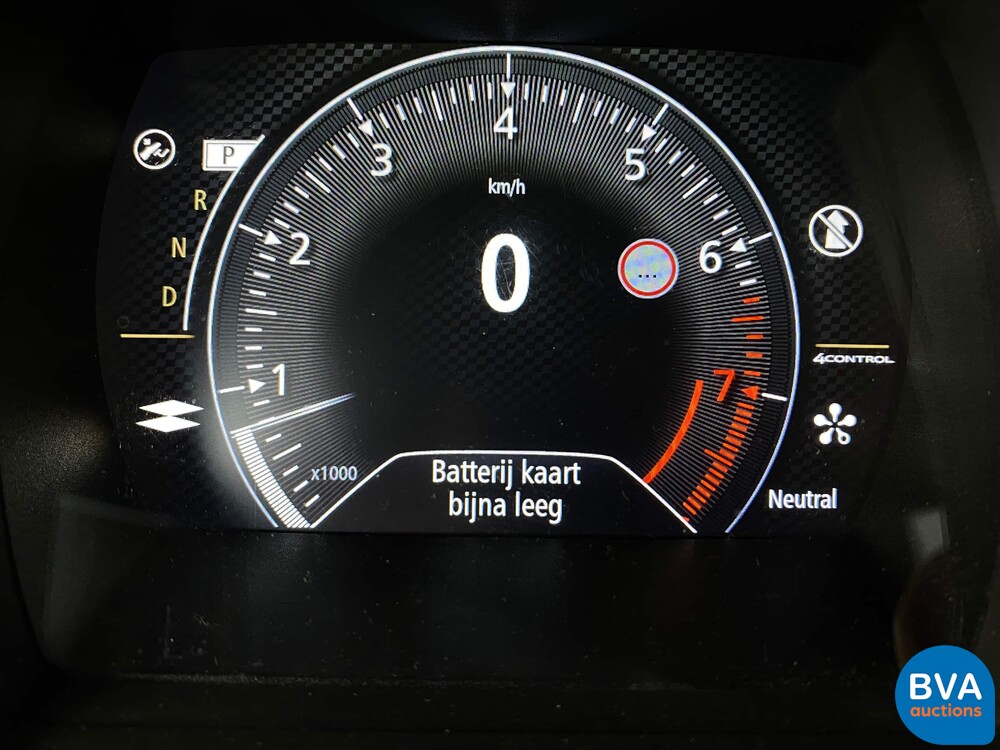 P
R
N
D
1
2
3
4
5
6
7
km/h
0
...
x1000
4CONTROL
Neutral
Batterij kaart
bijna leeg
BVA
auctions